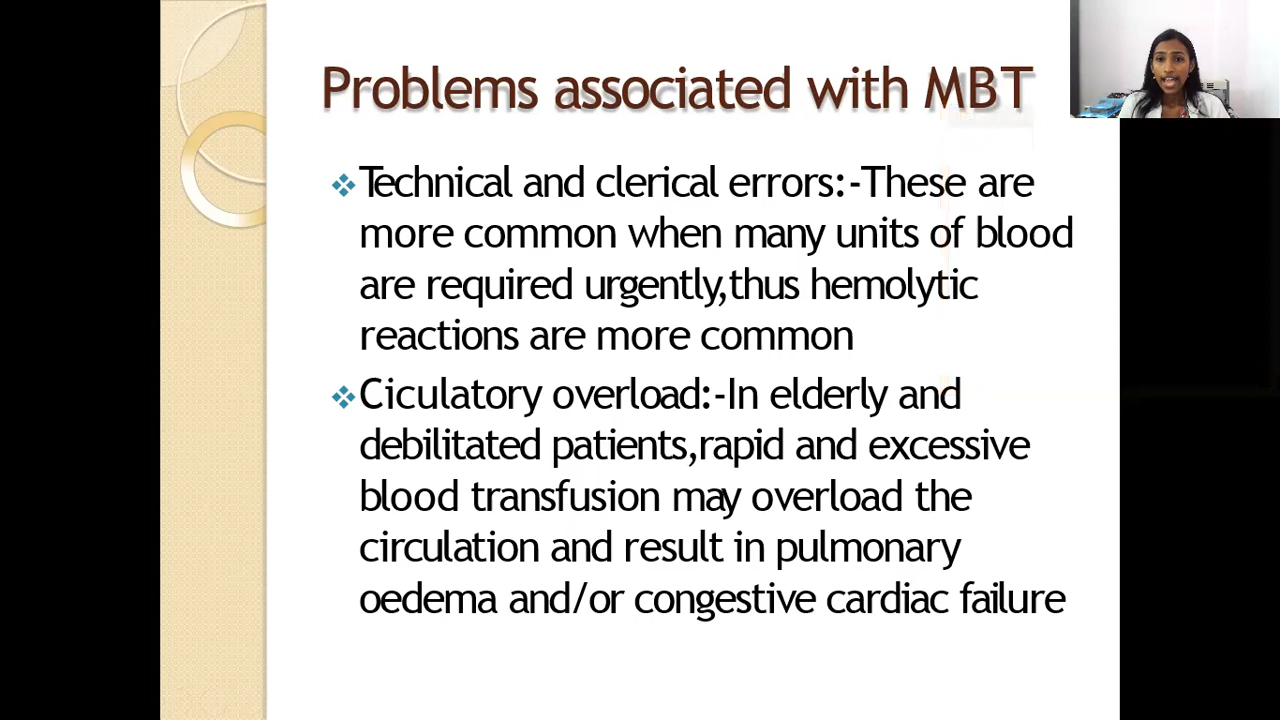 Problems associated with MBT
Technical and clerical errors:-These are
more common when many units of blood
are required urgently,thus hemolytic
reactions are more common
Ciculatory overload:-In elderly and
debilitated patients,rapid and excessive
blood transfusion may overload the
circulation and result in pulmonary
oedema and/or congestive cardiac failure